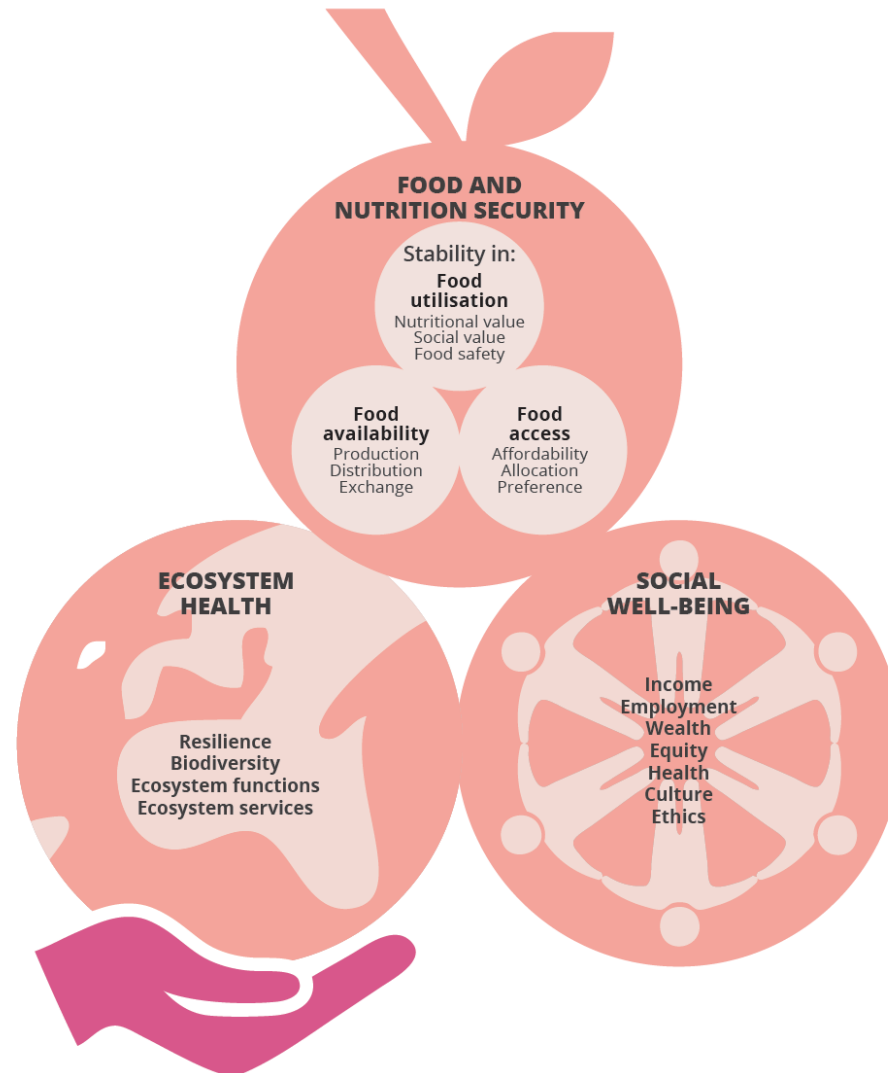 FOOD AND
NUTRITION SECURITY
Stability in:
Food
utilisation
Nutritional value
Social value
Food safety
Food
availability
Production
Distribution
Exchange
Food
access
Affordability
Allocation
Preference
ECOSYSTEM
HEALTH
Resilience
Biodiversity
Ecosystem functions
Ecosystem services
SOCIAL
WELL-BEING
Income
Employment
Wealth
Equity
Health
Culture
Ethics